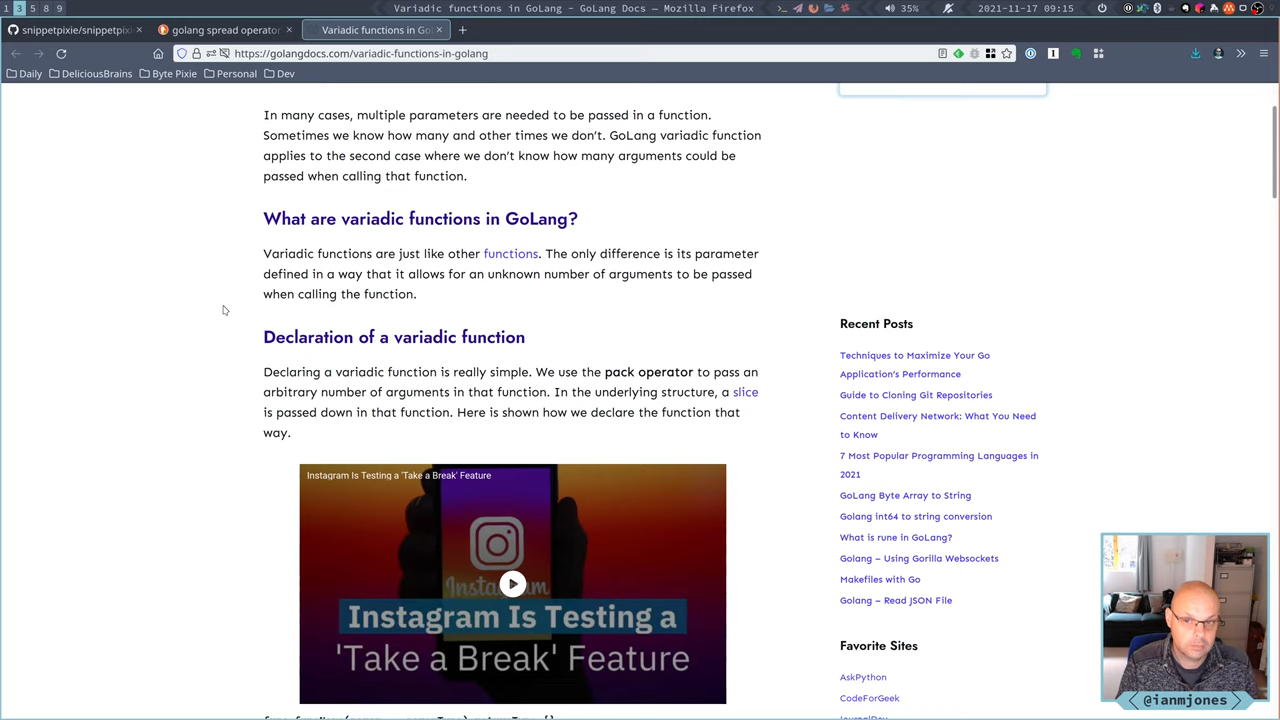 1 3 5 8 9
Variadic functions in GoLang - GoLang Docs — Mozilla Firefox
35%
2021-11-17 09:15
snippetpixie/snippetpixi
golang spread operator
Variadic functions in Go
https://golangdocs.com/variadic-functions-in-golang
Daily
DeliciousBrains
Byte Pixie
Personal
Dev
In many cases, multiple parameters are needed to be passed in a function.
Sometimes we know how many and other times we don’t. GoLang variadic function
applies to the second case where we don’t know how many arguments could be
passed when calling that function.
What are variadic functions in GoLang?
Variadic functions are just like other functions. The only difference is its parameter
defined in a way that it allows for an unknown number of arguments to be passed
when calling the function.
Declaration of a variadic function
Declaring a variadic function is really simple. We use the pack operator to pass an
arbitrary number of arguments in that function. In the underlying structure, a slice
is passed down in that function. Here is shown how we declare the function that
way.
Instagram Is Testing a 'Take a Break' Feature
Instagram
Instagram Is Testing a
'Take a Break' Feature
Recent Posts
Techniques to Maximize Your Go
Application’s Performance
Guide to Cloning Git Repositories
Content Delivery Network: What You Need
to Know
7 Most Popular Programming Languages in
2021
GoLang Byte Array to String
Golang int64 to string conversion
What is rune in GoLang?
Golang – Using Gorilla Websockets
Makefiles with Go
Golang – Read JSON File
Favorite Sites
AskPython
CodeForGeek
JournalDev
@ianmjones